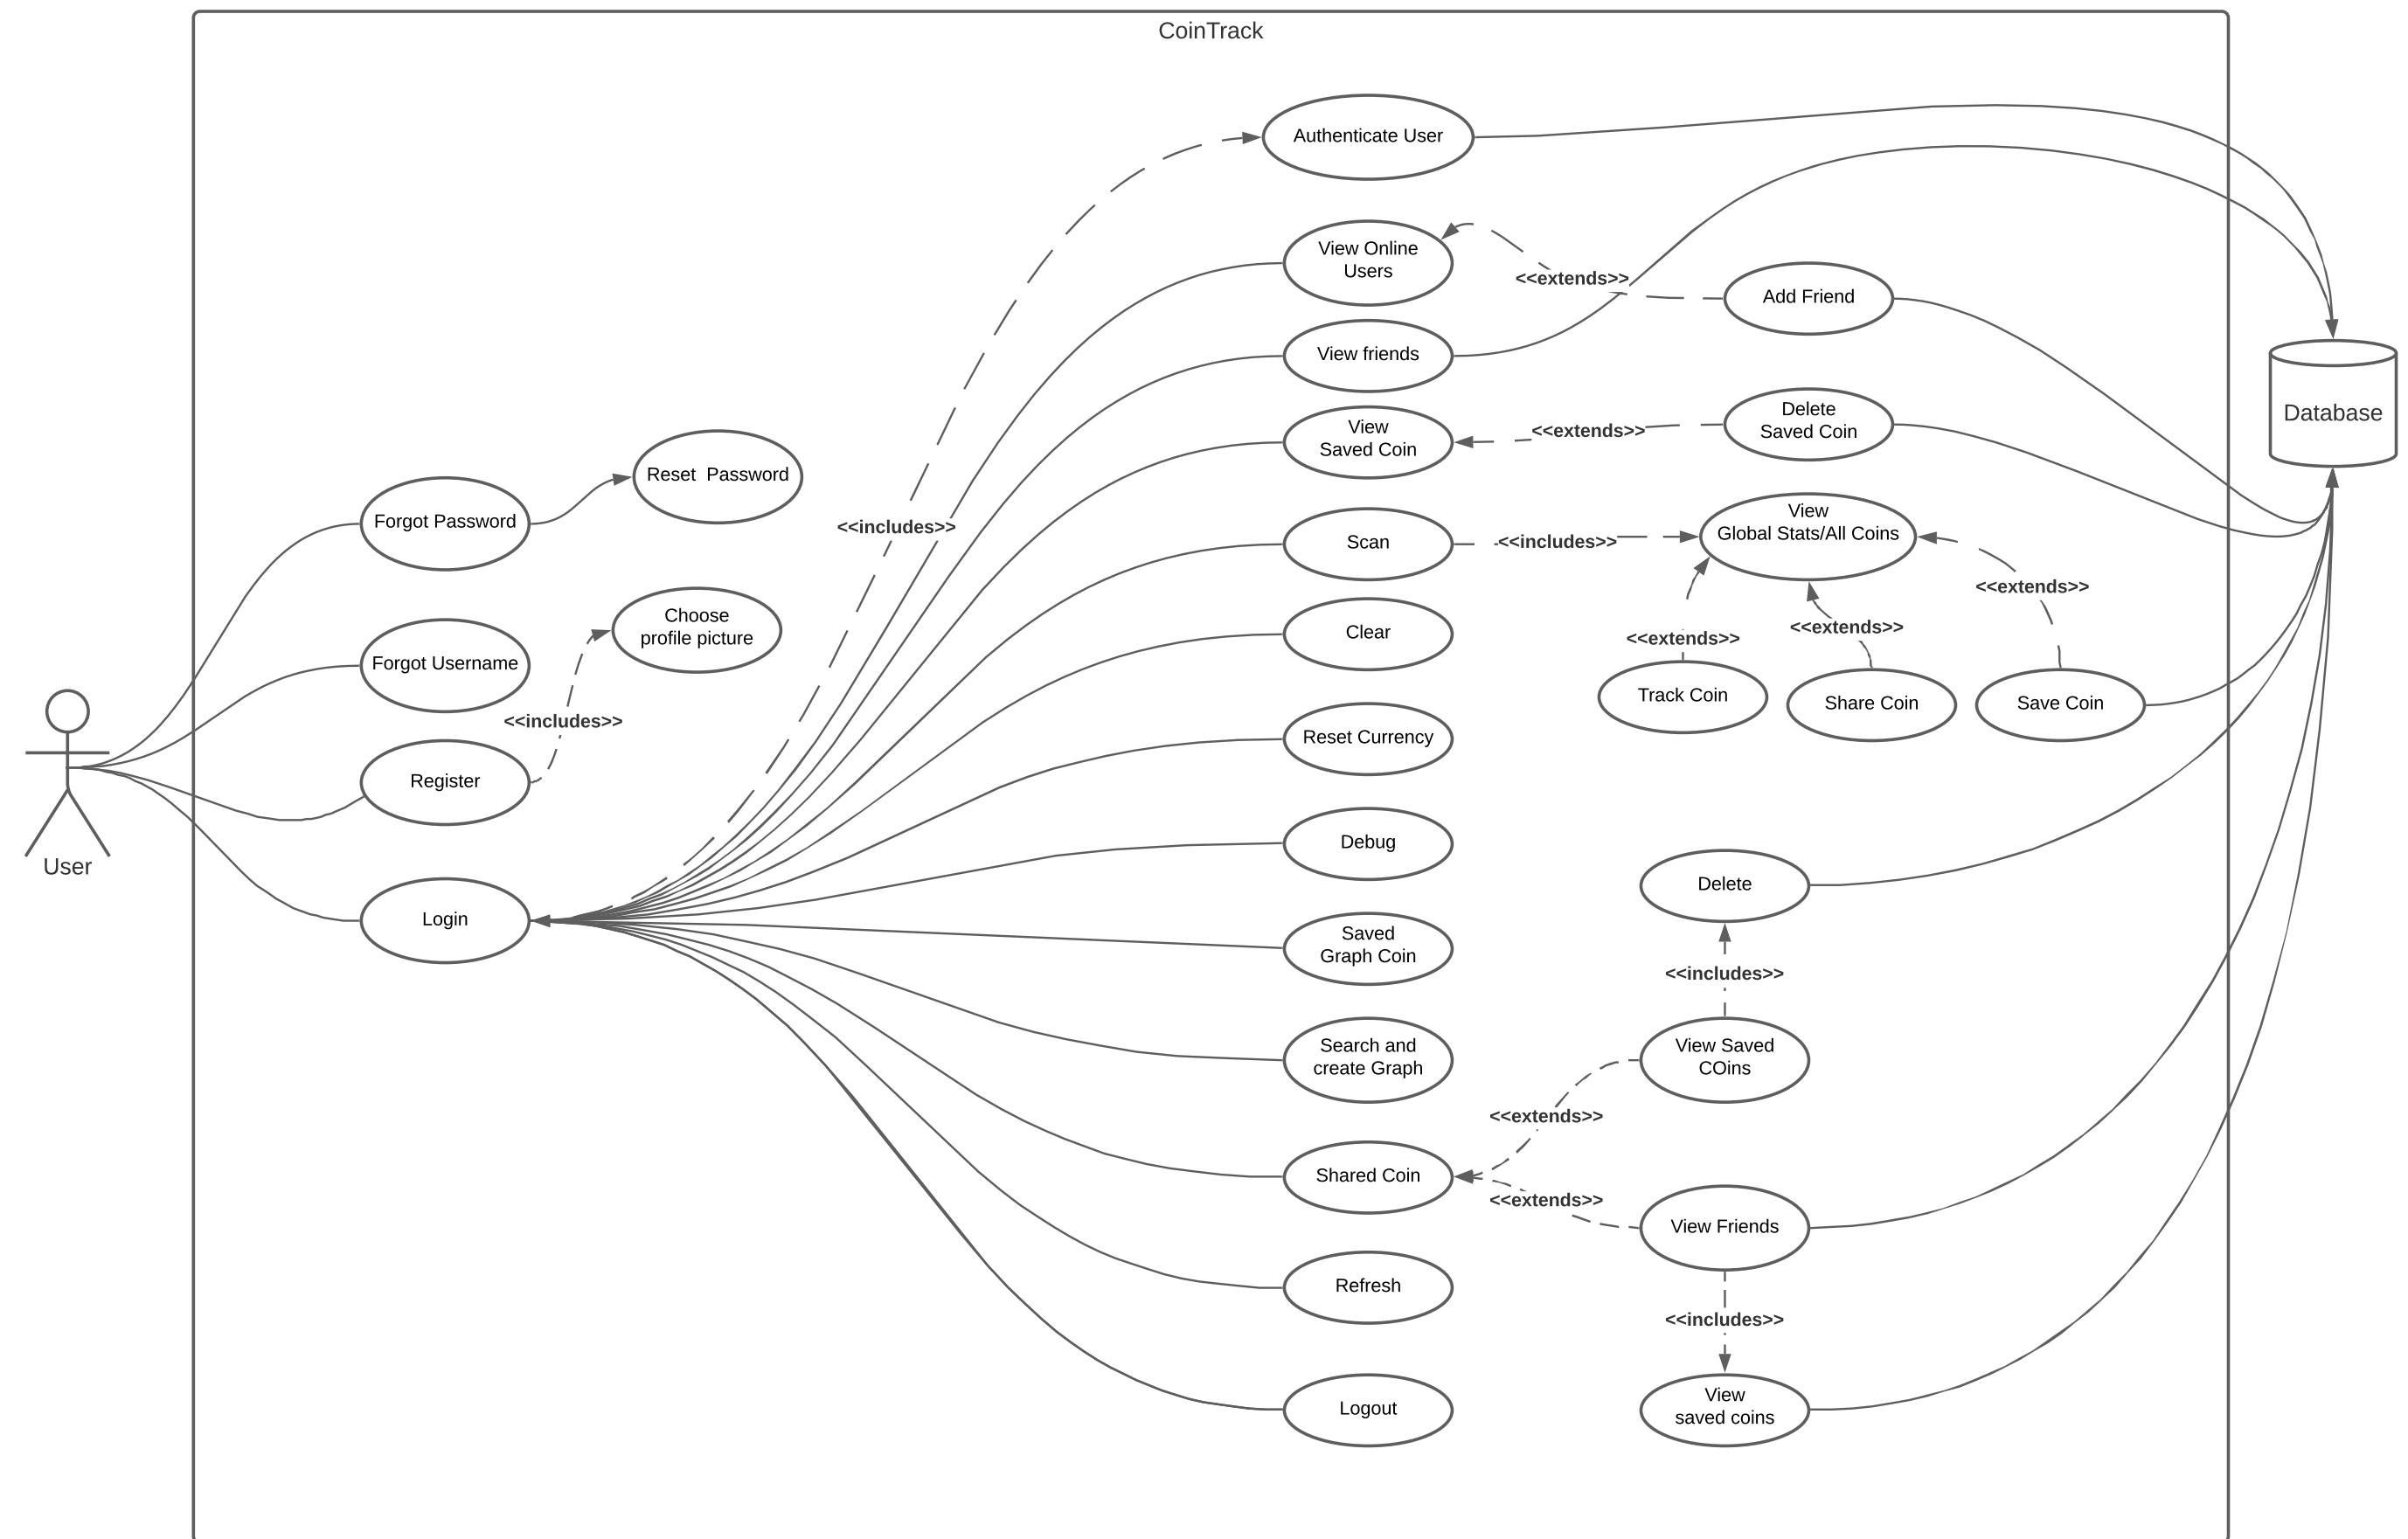 CoinTrack
Authenticate User
View Online
Users
<<extends>>
Add Friend
View friends
Database
View
Saved Coin
<<extends>>
Delete
Saved Coin
Reset  Password
Forgot Password
<<includes>>
Scan
<<includes>>
View
Global Stats/All Coins
<<extends>>
<<extends>>
<<extends>>
Choose
profile picture
Clear
Forgot Username
Track Coin
Share Coin
Save Coin
<<includes>>
Reset Currency
Register
User
Debug
Delete
Login
Saved
Graph Coin
<<includes>>
Search and
create Graph
View Saved
COins
<<extends>>
Shared Coin
<<extends>>
View Friends
Refresh
<<includes>>
Logout
View
saved coins